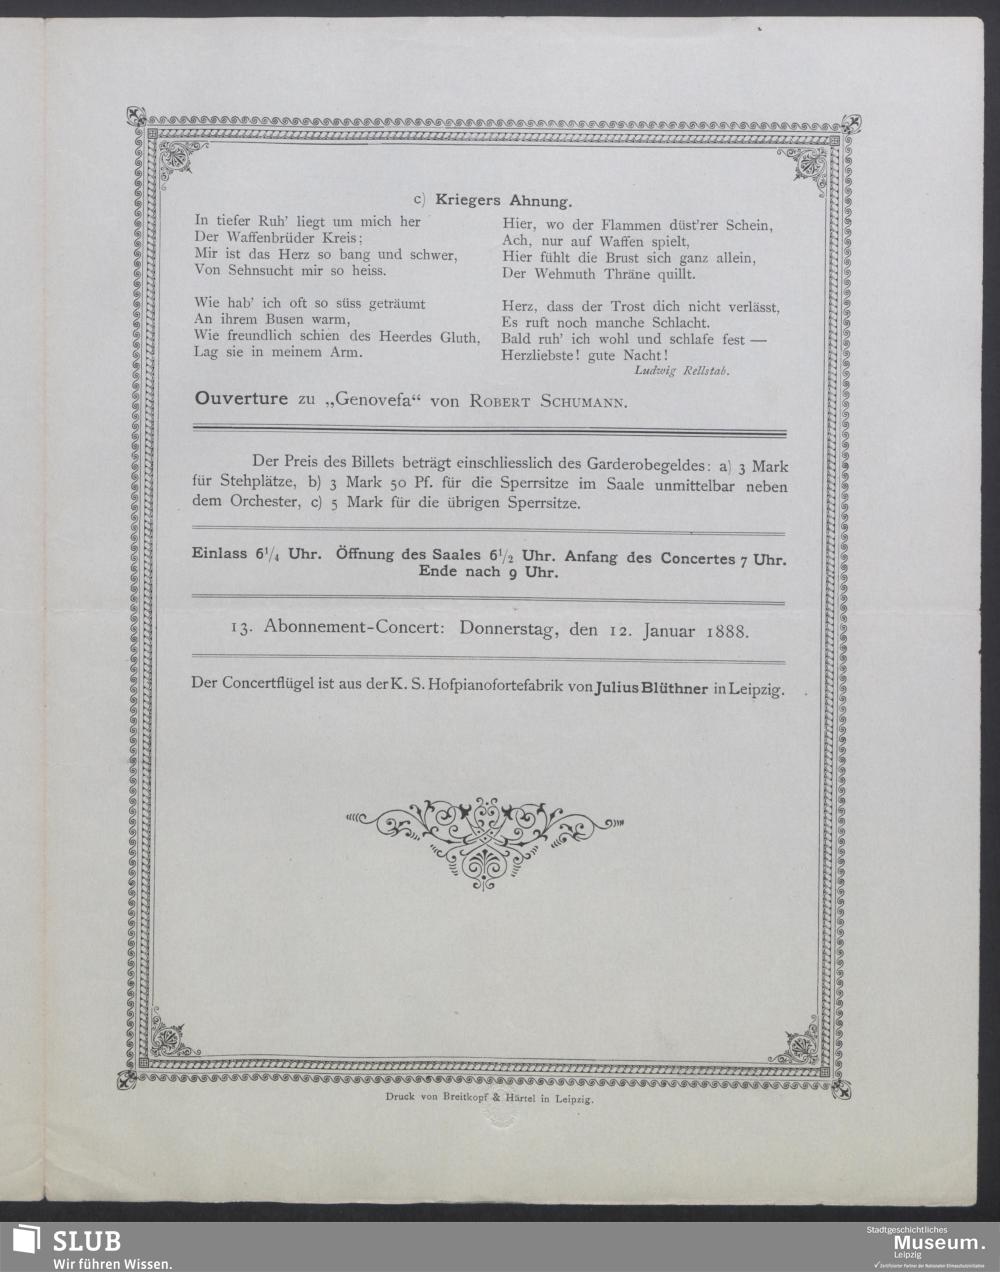 c) Kriegers Ahnung.
In tiefer Ruh' liegt um mich her
Der Waffenbrüder Kreis;
Mir ist das Herz so bang und schwer,
Von Sehnsucht mir so heiss.
Wie hab' ich oft so süss geträumt
An ihrem Busen warm,
Wie freundlich schien des Heerdes Gluth,
Lag sie in meinem Arm.
Hier, wo der Flammen düst'rer Schein,
Ach, nur auf Waffen spielt,
Hier fühlt die Brust sich ganz allein,
Der Wehmuth Thräne quillt.
Herz, dass der Trost dich nicht verlässt,
Es ruft noch manche Schlacht.
Bald ruh' ich wohl und schlafe fest —
Herzliebste! gute Nacht!
Ludwig Rellstab.
Ouverture zu „Genovefa“ von ROBERT SCHUMANN.
Der Preis des Billets beträgt einschliesslich des Garderobegeldes: a) 3 Mark
für Stehplätze, b) 3 Mark 50 Pf. für die Sperrsitze im Saale unmittelbar neben
dem Orchester, c) 5 Mark für die übrigen Sperrsitze.
Einlass 6¹/₄ Uhr. Öffnung des Saales 6¹/₂ Uhr. Anfang des Concertes 7 Uhr.
Ende nach 9 Uhr.
13. Abonnement-Concert: Donnerstag, den 12. Januar 1888.
Der Concertflügel ist aus der K. S. Hofpianofortefabrik von Julius Blüthner in Leipzig.
Druck von Breitkopf & Härtel in Leipzig.
SLUB
Wir führen Wissen.
Stadtgeschichtliches
Museum.
Leipzig
Zertifizierter Partner der Nationalen Klimaschutzinitiative